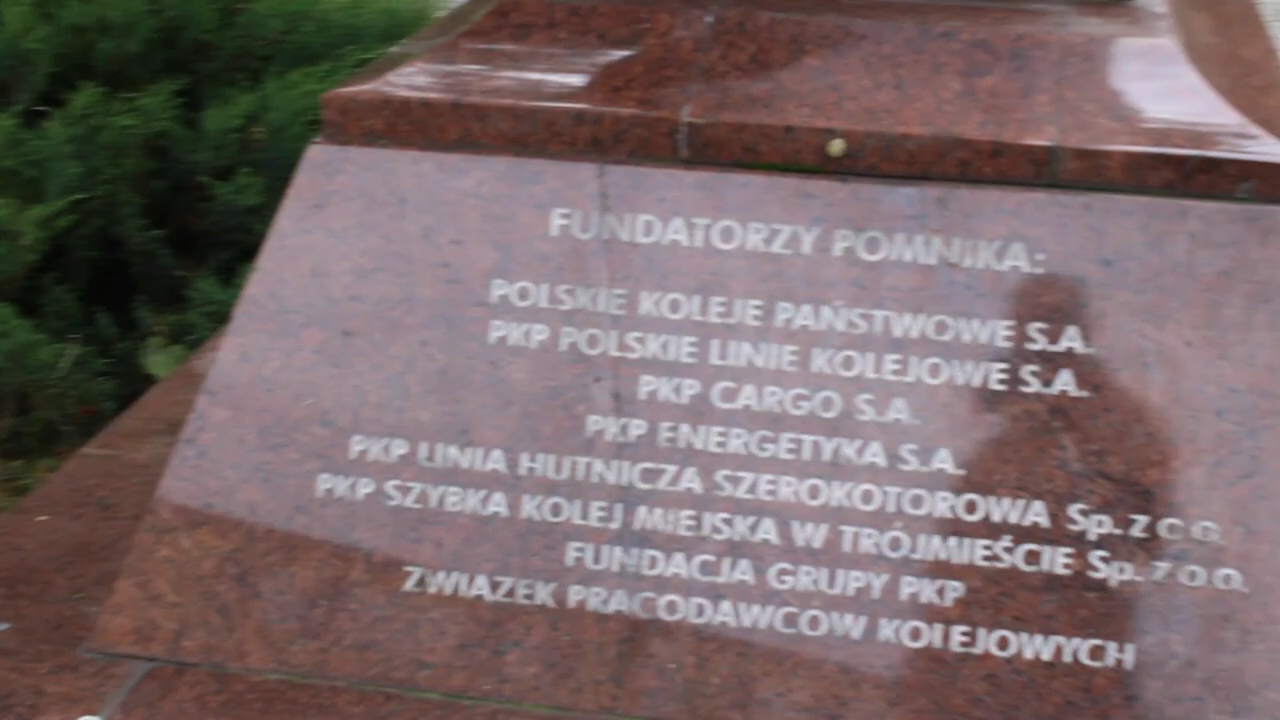 FUNDATORZY POMNIKA:
POLSKIE KOLEJE PAŃSTWOWE S.A.
PKP POLSKIE LINIE KOLEJOWE S.A.
PKP CARGO S.A.
PKP ENERGETYKA S.A.
PKP LINIA HUTNICZA SZEROKOTOROWA Sp. z o.o.
PKP SZYBKA KOLEJ MIEJSKA W TRÓJMIEŚCIE Sp. z o.o.
FUNDACJA GRUPY PKP
ZWIĄZEK PRACODAWCÓW KOLEJOWYCH